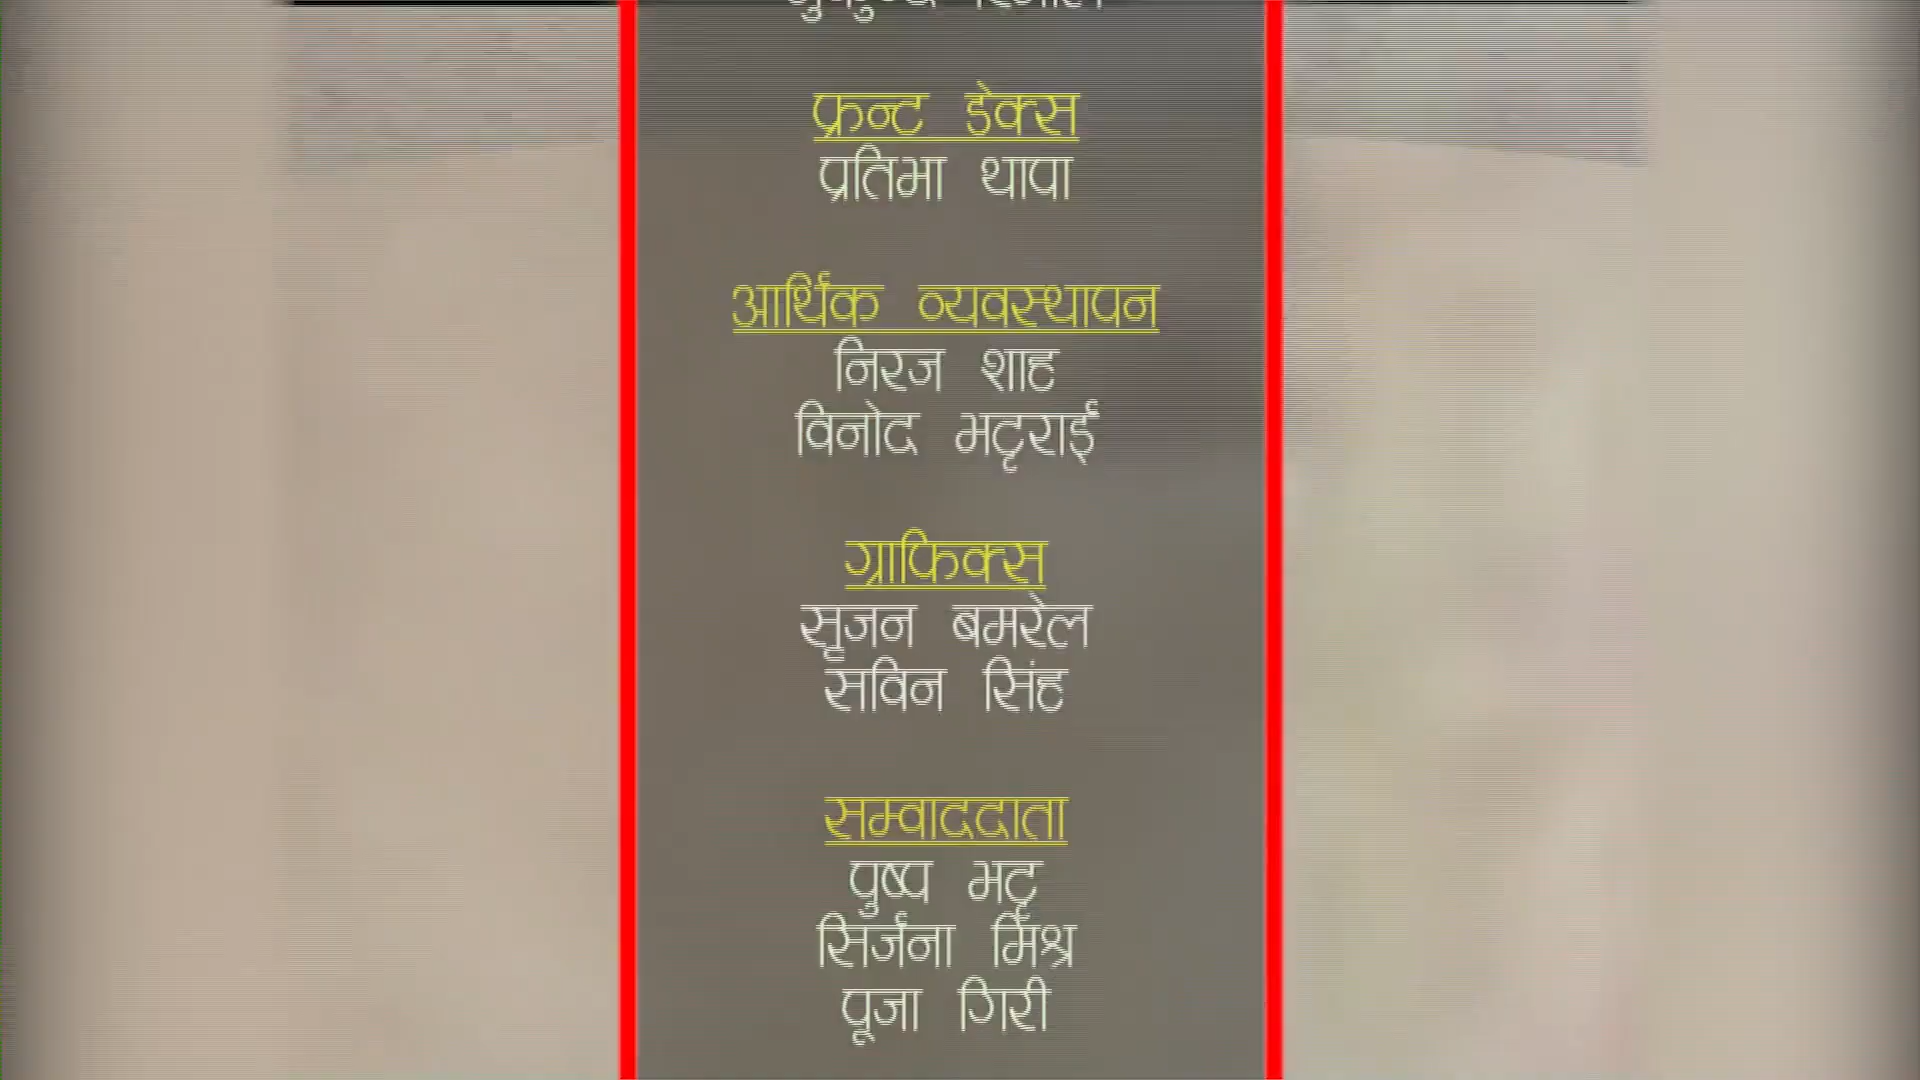 फ्रन्ट डेक्स
प्रतिभा थापा
आर्थिक व्यवस्थापन
निरज शाह
विनोद भट्टराई
ग्राफिक्स
सृजन बमरेल
सविन सिंह
सम्वाददाता
पुष्प भट्ट
सिर्जना मिश्र
पूजा गिरी